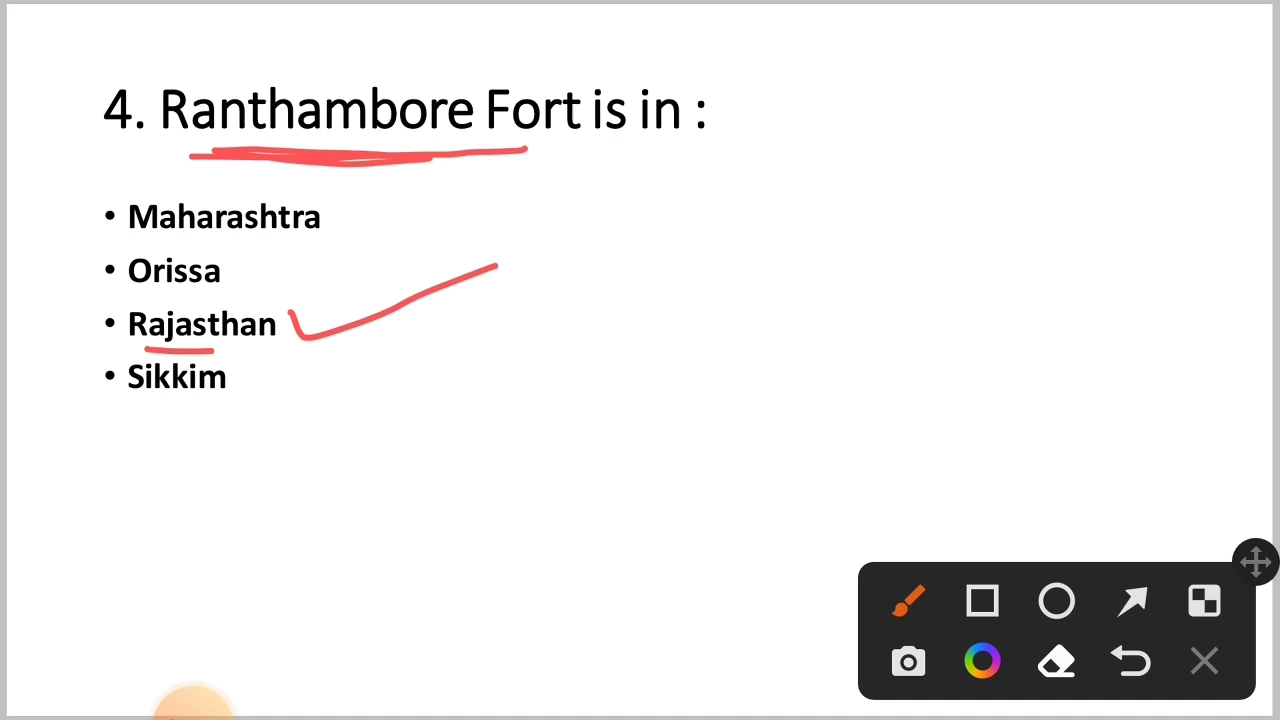 4. Ranthambore Fort is in :
• Maharashtra
• Orissa
• Rajasthan
• Sikkim